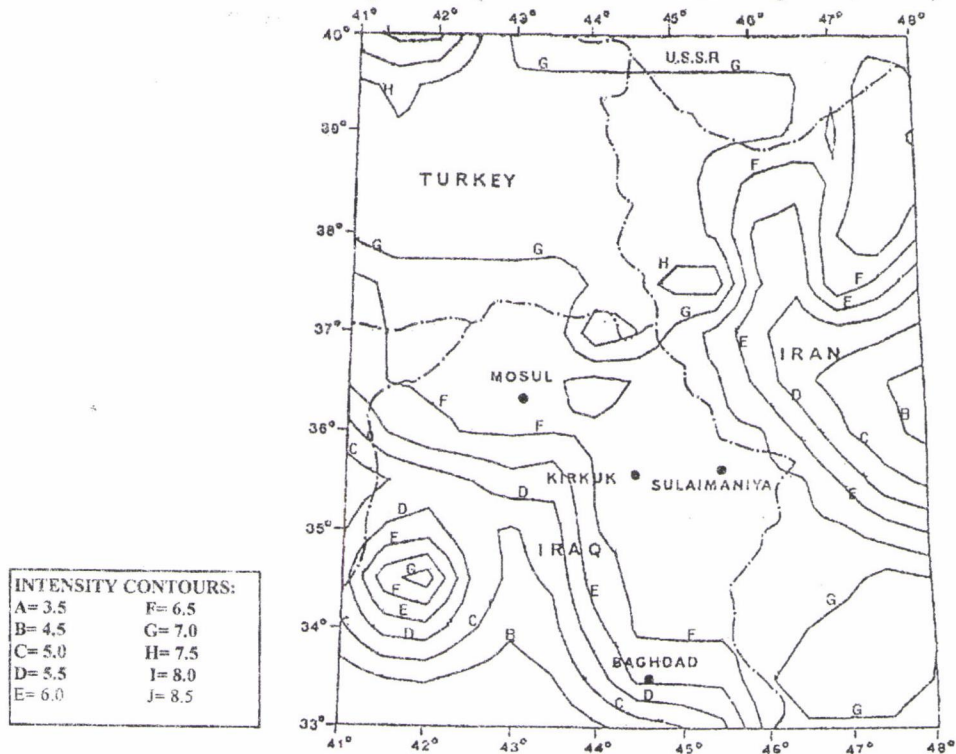 41° 42° 43° 44° 45° 46° 47° 48°
40°
G U.S.S.R G
H
39°
TURKEY F
38°
G G
H F
E
37° G
E IRAN
MOSUL
F D
B
36° F
C D C
KIRKUK SULAIMANIYA
D E
35° D
E IRAQ
G
F E
E G
34° C D C
B F
BAGHDAD
D
C G
33°
41° 42° 43° 44° 45° 46° 47° 48°
INTENSITY CONTOURS:
A= 3.5 F= 6.5
B= 4.5 G= 7.0
C= 5.0 H= 7.5
D= 5.5 I= 8.0
E= 6.0 J= 8.5